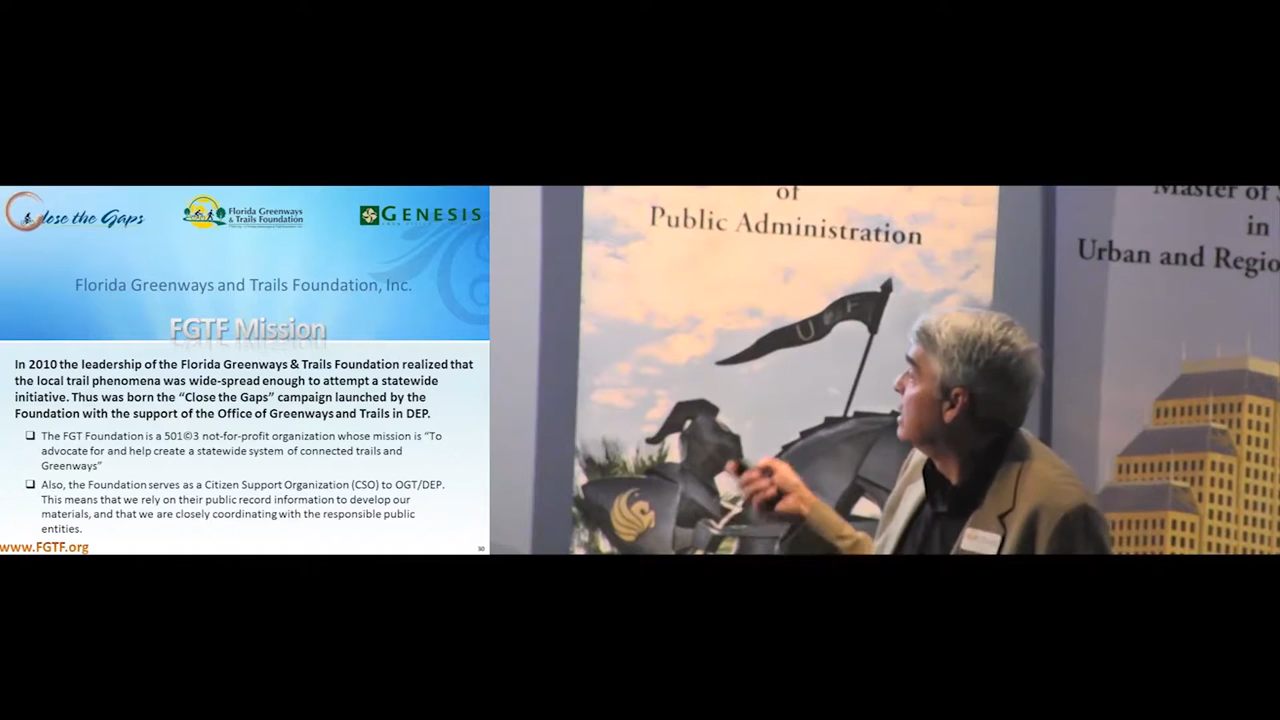 Close the Gaps
Florida Greenways
& Trails Foundation
GENESIS
Florida Greenways and Trails Foundation, Inc.
FGTF Mission
In 2010 the leadership of the Florida Greenways & Trails Foundation realized that
the local trail phenomena was wide-spread enough to attempt a statewide
initiative. Thus was born the “Close the Gaps” campaign launched by the
Foundation with the support of the Office of Greenways and Trails in DEP.
The FGT Foundation is a 501©3 not-for-profit organization whose mission is “To
advocate for and help create a statewide system of connected trails and
Greenways”
Also, the Foundation serves as a Citizen Support Organization (CSO) to OGT/DEP.
This means that we rely on their public record information to develop our
materials, and that we are closely coordinating with the responsible public
entities.
www.FGTF.org
30
of
Public Administration
UCF
Master of
in
Urban and Regio